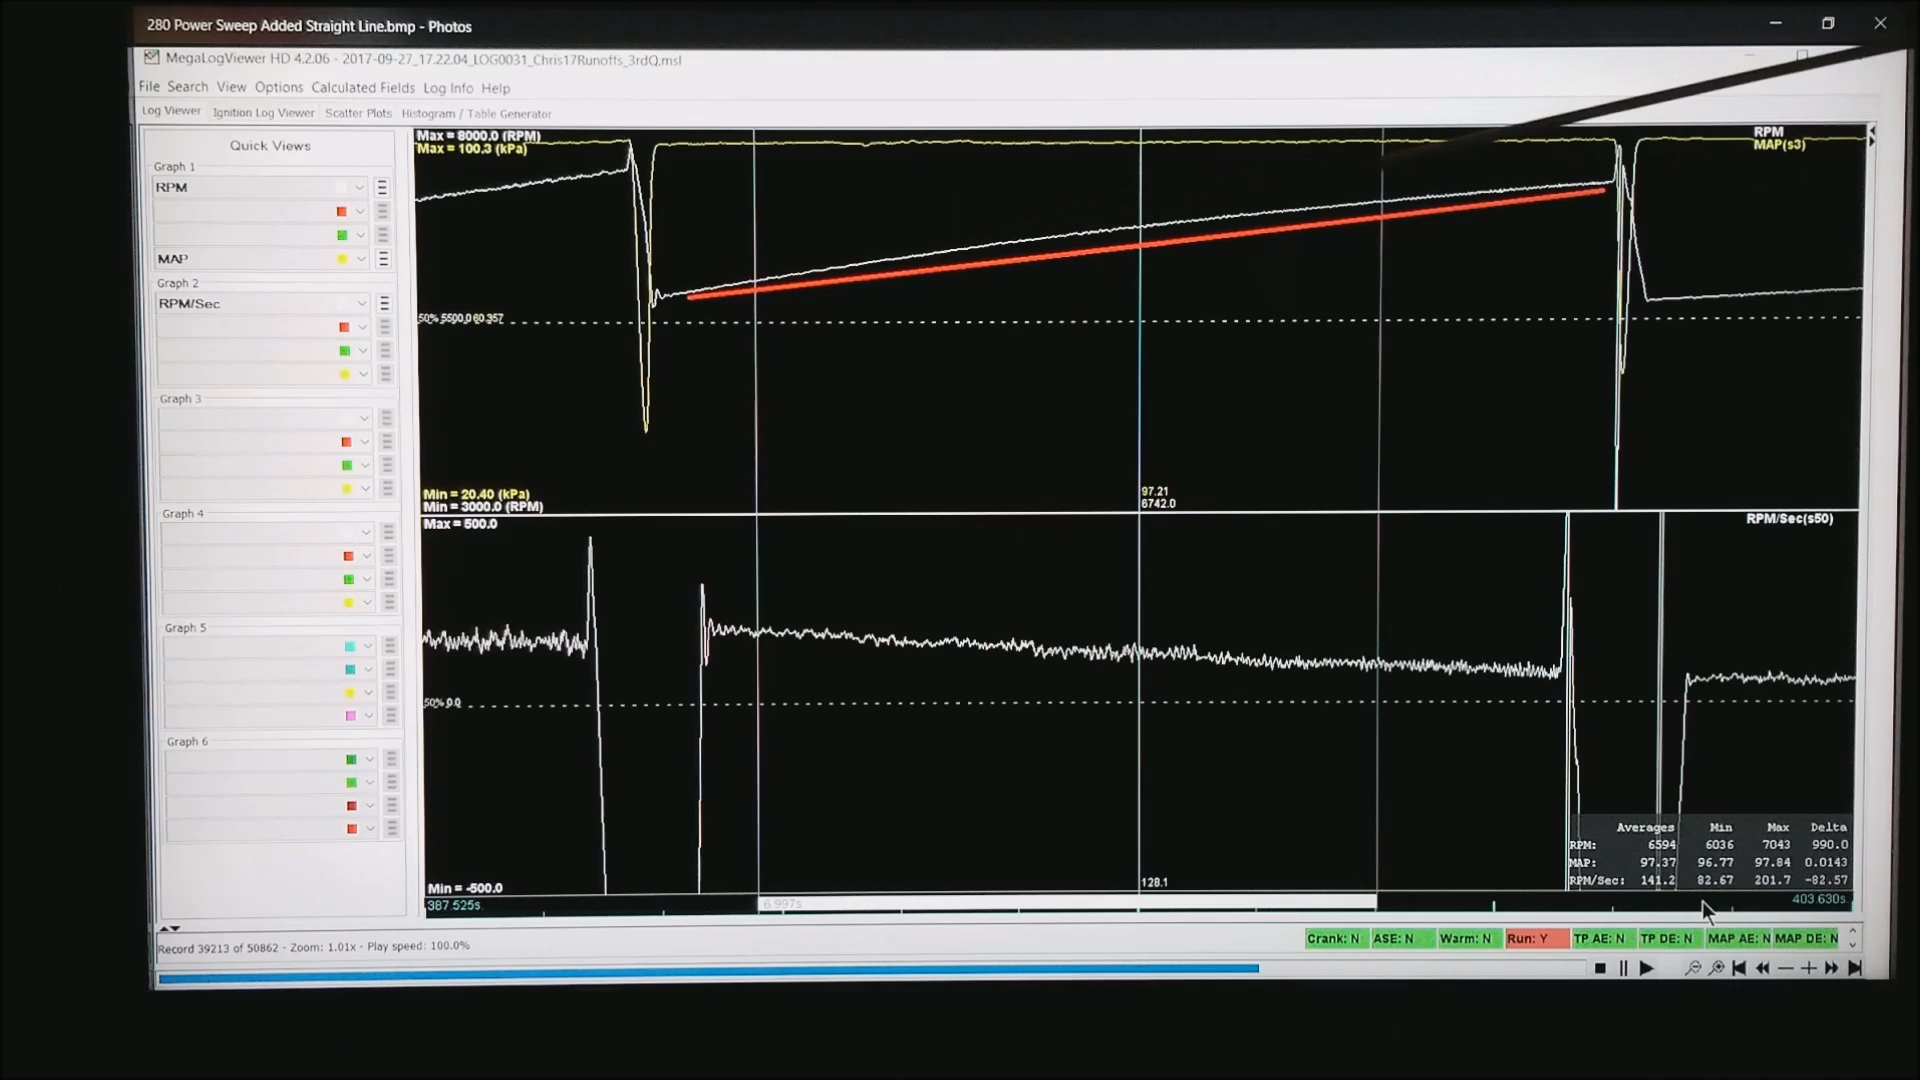 280 Power Sweep Added Straight Line.bmp - Photos
MegaLogViewer HD 4.2.06 - 2017-09-27_17.22.04_LOG0031_Chris17Runoffs_3rdQ.msl
File Search View Options Calculated Fields Log Info Help
Log Viewer Ignition Log Viewer Scatter Plots Histogram / Table Generator
Quick Views
Graph 1
RPM
MAP
Graph 2
RPM/Sec
Graph 3
Graph 4
Graph 5
Graph 6
Max = 8000.0 (RPM)
Max = 100.3 (kPa)
RPM
MAP(s3)
50% 5500.0 60.357
Min = 20.40 (kPa)
Min = 3000.0 (RPM)
97.21
6742.0
Max = 500.0
RPM/Sec(s50)
50% 0.0
Min = -500.0
128.1
Averages Min Max Delta
RPM: 6594 6036 7043 990.0
MAP: 97.37 96.77 97.84 0.0143
RPM/Sec: 141.2 82.67 201.7 -82.57
387.525s
6.997s
403.630s
Record 39213 of 50862 - Zoom: 1.01x - Play speed: 100.0%
Crank: N ASE: N Warm: N Run: Y TP AE: N TP DE: N MAP AE: N MAP DE: N